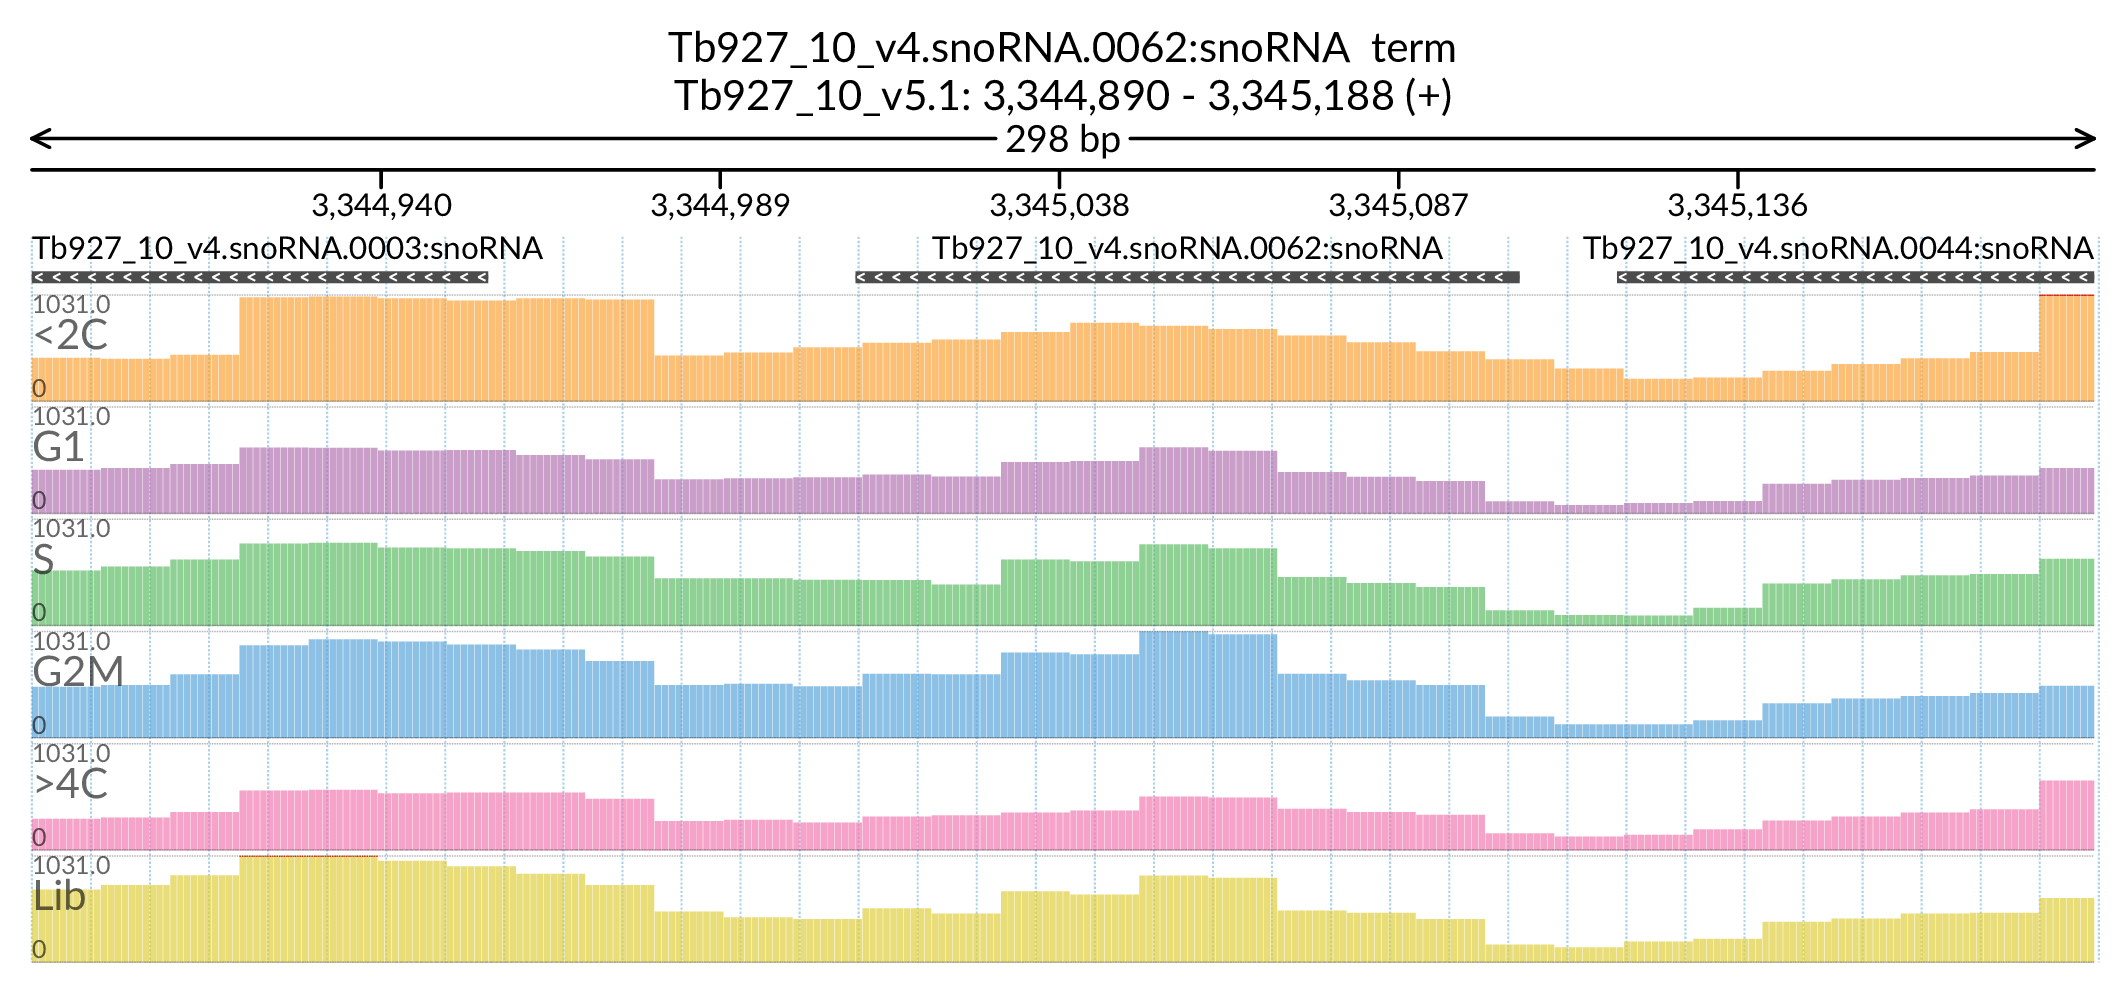 Tb927_10_v4.snoRNA.0062:snoRNA term
Tb927_10_v5.1: 3,344,890 - 3,345,188 (+)
298 bp
3,344,940 3,344,989 3,345,038 3,345,087 3,345,136
Tb927_10_v4.snoRNA.0003:snoRNA Tb927_10_v4.snoRNA.0062:snoRNA Tb927_10_v4.snoRNA.0044:snoRNA
1031.0
<2C
0
1031.0
G1
0
1031.0
S
0
1031.0
G2M
0
1031.0
>4C
0
1031.0
Lib
0